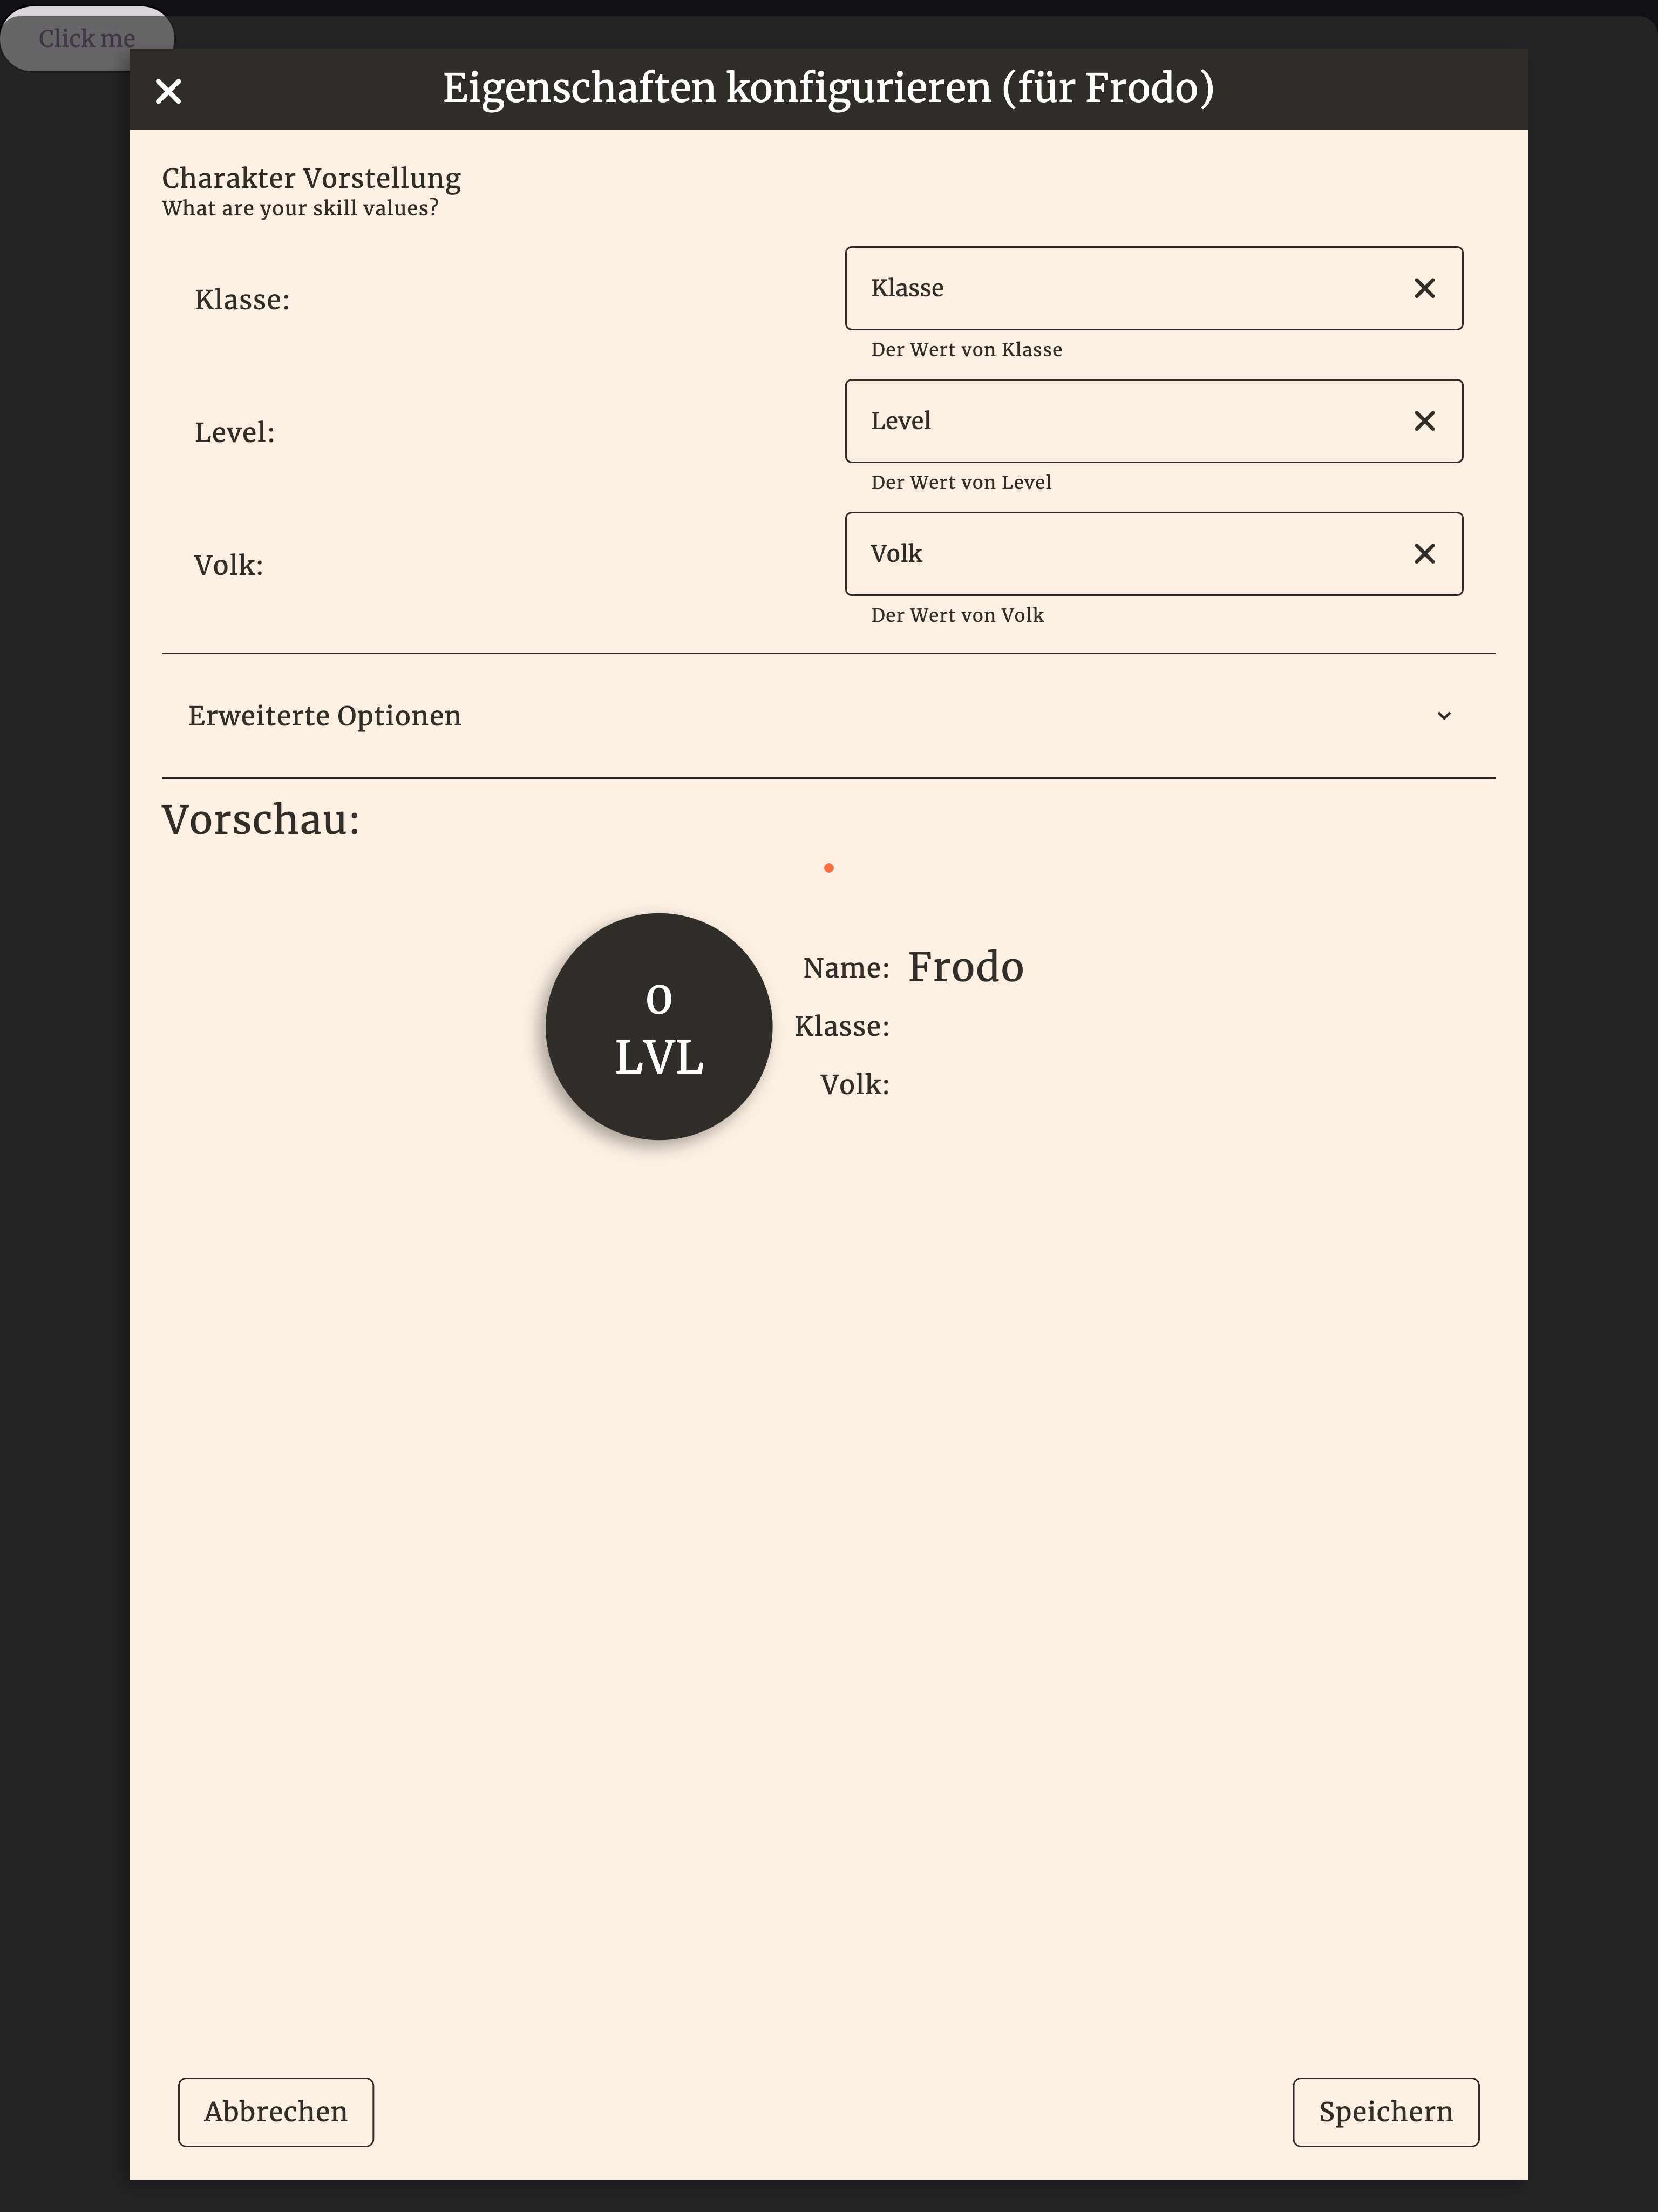 Click me
Eigenschaften konfigurieren (für Frodo)
Charakter Vorstellung
What are your skill values?
Klasse:
Klasse
Der Wert von Klasse
Level:
Level
Der Wert von Level
Volk:
Volk
Der Wert von Volk
Erweiterte Optionen
Vorschau:
0
LVL
Name: Frodo
Klasse:
Volk:
Abbrechen
Speichern